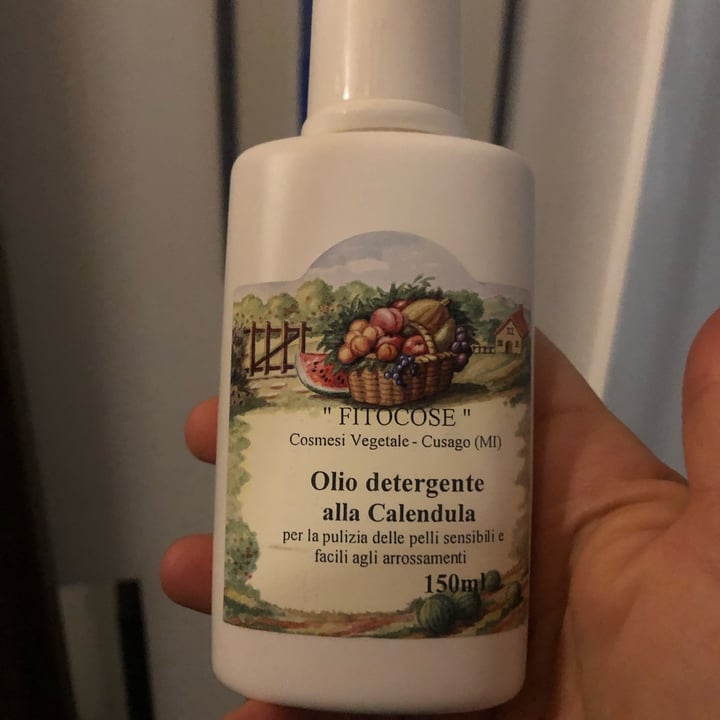 " FITOCOSE "
Cosmesi Vegetale - Cusago (MI)
Olio detergente
alla Calendula
per la pulizia delle pelli sensibili e
facili agli arrossamenti
150ml